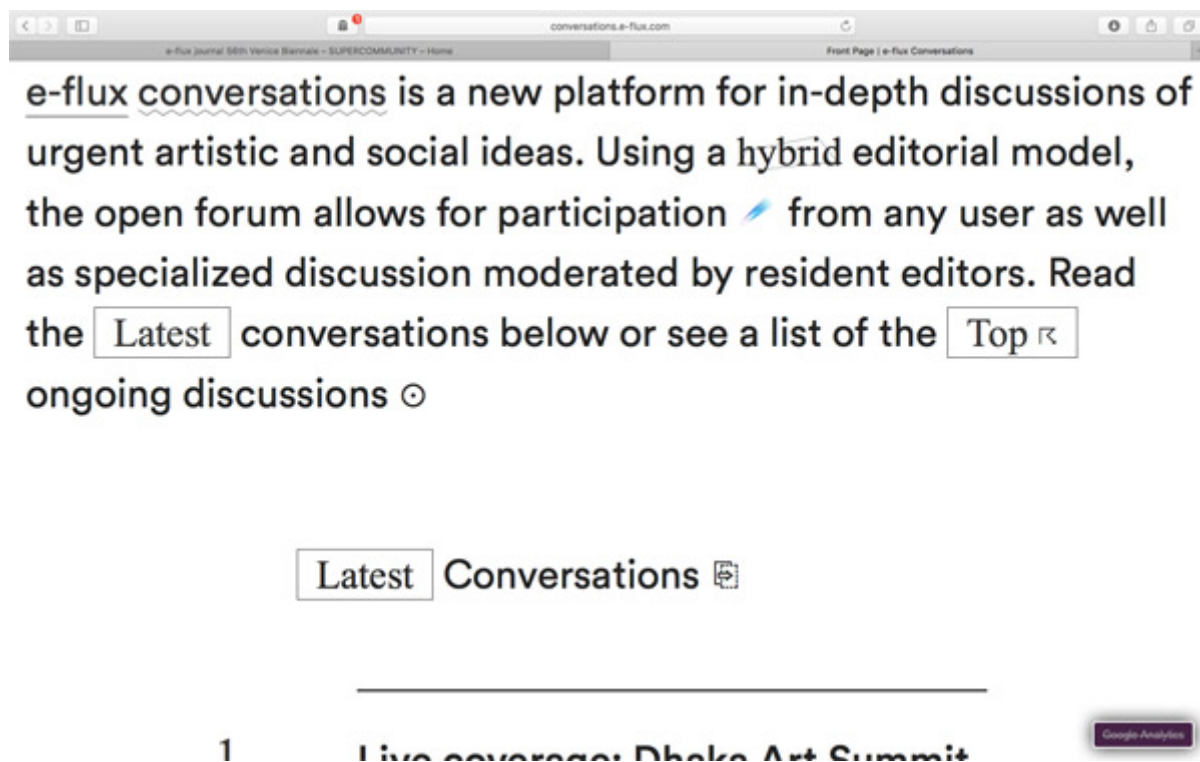 conversations.e-flux.com
e-flux journal 56th Venice Biennale – SUPERCOMMUNITY – Home
Front Page | e-flux Conversations
e-flux conversations is a new platform for in-depth discussions of
urgent artistic and social ideas. Using a hybrid editorial model,
the open forum allows for participation from any user as well
as specialized discussion moderated by resident editors. Read
the Latest conversations below or see a list of the Top
ongoing discussions
Latest Conversations
1 Live coverage: Dhaka Art Summit
Google Analytics